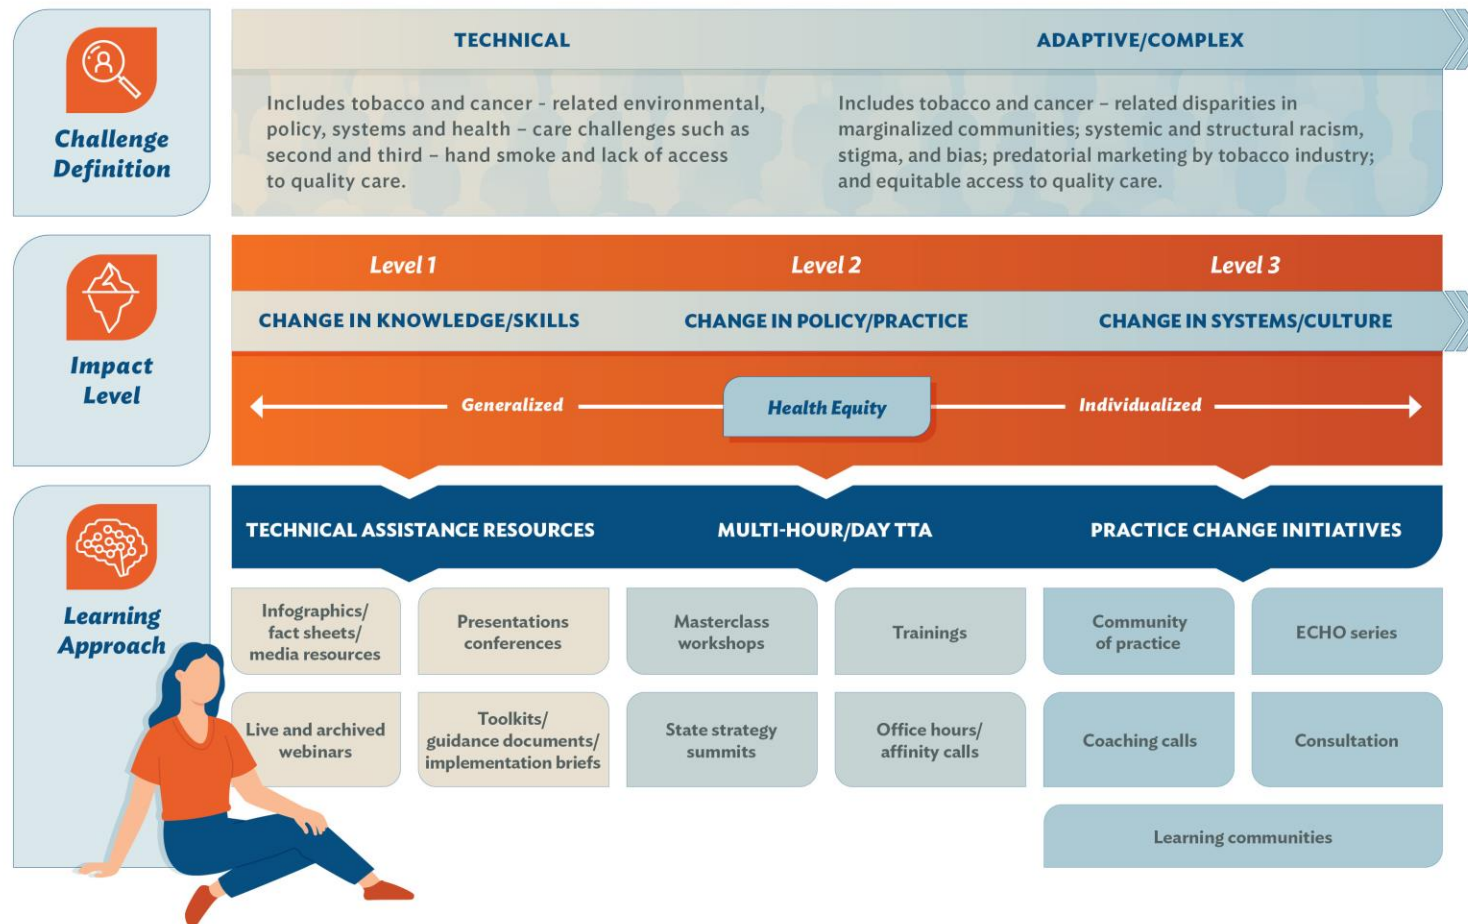 Challenge
Definition
TECHNICAL
ADAPTIVE/COMPLEX
Includes tobacco and cancer - related environmental,
policy, systems and health – care challenges such as
second and third – hand smoke and lack of access
to quality care.
Includes tobacco and cancer – related disparities in
marginalized communities; systemic and structural racism,
stigma, and bias; predatorial marketing by tobacco industry;
and equitable access to quality care.
Impact
Level
Level 1
Level 2
Level 3
CHANGE IN KNOWLEDGE/SKILLS
CHANGE IN POLICY/PRACTICE
CHANGE IN SYSTEMS/CULTURE
Generalized
Health Equity
Individualized
Learning
Approach
TECHNICAL ASSISTANCE RESOURCES
MULTI-HOUR/DAY TTA
PRACTICE CHANGE INITIATIVES
Infographics/
fact sheets/
media resources
Presentations
conferences
Masterclass
workshops
Trainings
Community
of practice
ECHO series
Live and archived
webinars
Toolkits/
guidance documents/
implementation briefs
State strategy
summits
Office hours/
affinity calls
Coaching calls
Consultation
Learning communities